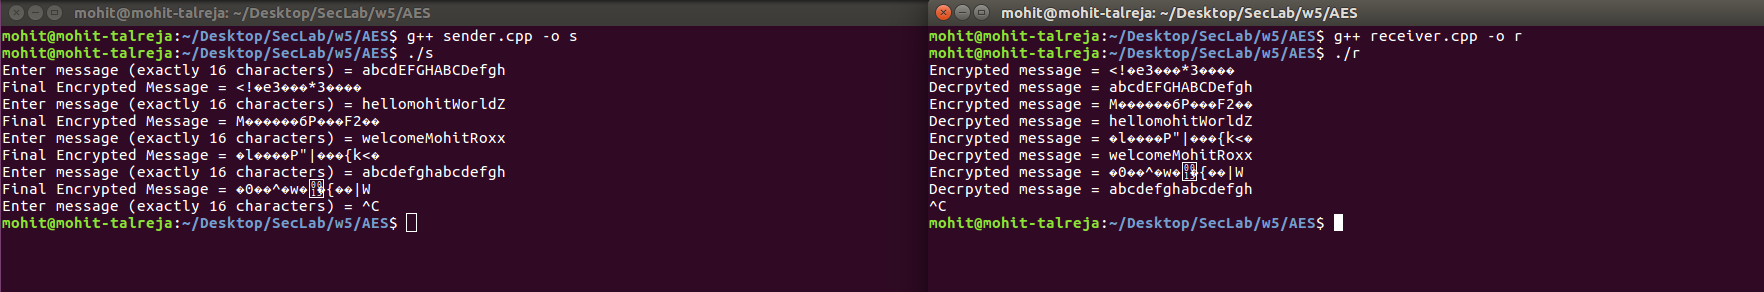 mohit@mohit-talreja: ~/Desktop/SecLab/w5/AES
mohit@mohit-talreja:~/Desktop/SecLab/w5/AES$ g++ sender.cpp -o s
mohit@mohit-talreja:~/Desktop/SecLab/w5/AES$ ./s
Enter message (exactly 16 characters) = abcdEFGHABCDefgh
Final Encrypted Message = <!�e3���*3����
Enter message (exactly 16 characters) = hellomohitWorldZ
Final Encrypted Message = M������6P���F2��
Enter message (exactly 16 characters) = welcomeMohitRoxx
Final Encrypted Message = �l����P"|���{k<�
Enter message (exactly 16 characters) = abcdefghabcdefgh
Final Encrypted Message = �0��^�w�{��|W
Enter message (exactly 16 characters) = ^C
mohit@mohit-talreja:~/Desktop/SecLab/w5/AES$
mohit@mohit-talreja: ~/Desktop/SecLab/w5/AES
mohit@mohit-talreja:~/Desktop/SecLab/w5/AES$ g++ receiver.cpp -o r
mohit@mohit-talreja:~/Desktop/SecLab/w5/AES$ ./r
Encrypted message = <!�e3���*3����
Decrpyted message = abcdEFGHABCDefgh
Encrypted message = M������6P���F2��
Decrpyted message = hellomohitWorldZ
Encrypted message = �l����P"|���{k<�
Decrpyted message = welcomeMohitRoxx
Encrypted message = �0��^�w�{��|W
Decrpyted message = abcdefghabcdefgh
^C
mohit@mohit-talreja:~/Desktop/SecLab/w5/AES$